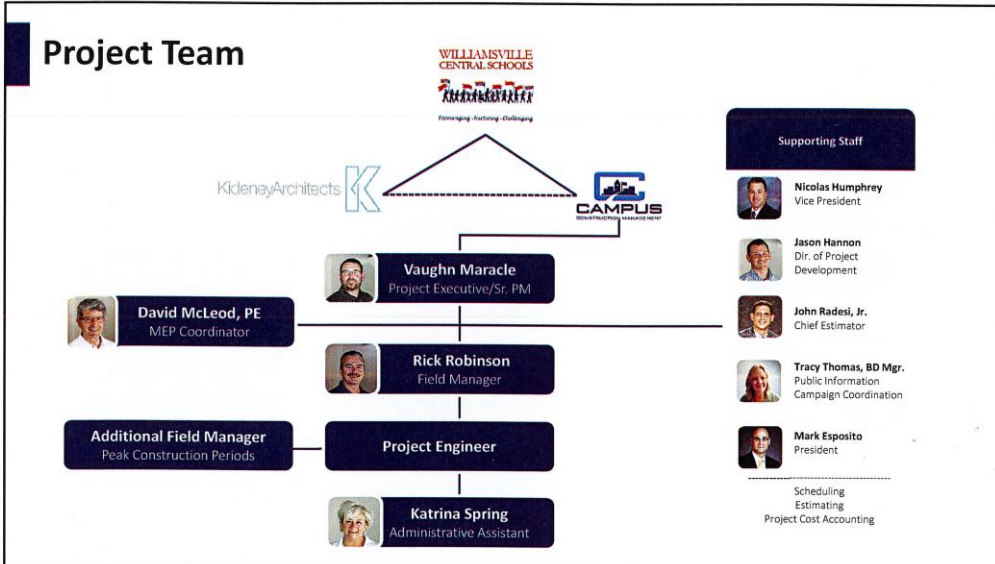 Project Team
WILLIAMSVILLE
CENTRAL SCHOOLS
Encouraging • Nurturing • Challenging
KideneyArchitects
CAMPUS
CONSTRUCTION MANAGEMENT
Vaughn Maracle
Project Executive/Sr. PM
David McLeod, PE
MEP Coordinator
Rick Robinson
Field Manager
Additional Field Manager
Peak Construction Periods
Project Engineer
Katrina Spring
Administrative Assistant
Supporting Staff
Nicolas Humphrey
Vice President
Jason Hannon
Dir. of Project
Development
John Radesi, Jr.
Chief Estimator
Tracy Thomas, BD Mgr.
Public Information
Campaign Coordination
Mark Esposito
President
Scheduling
Estimating
Project Cost Accounting